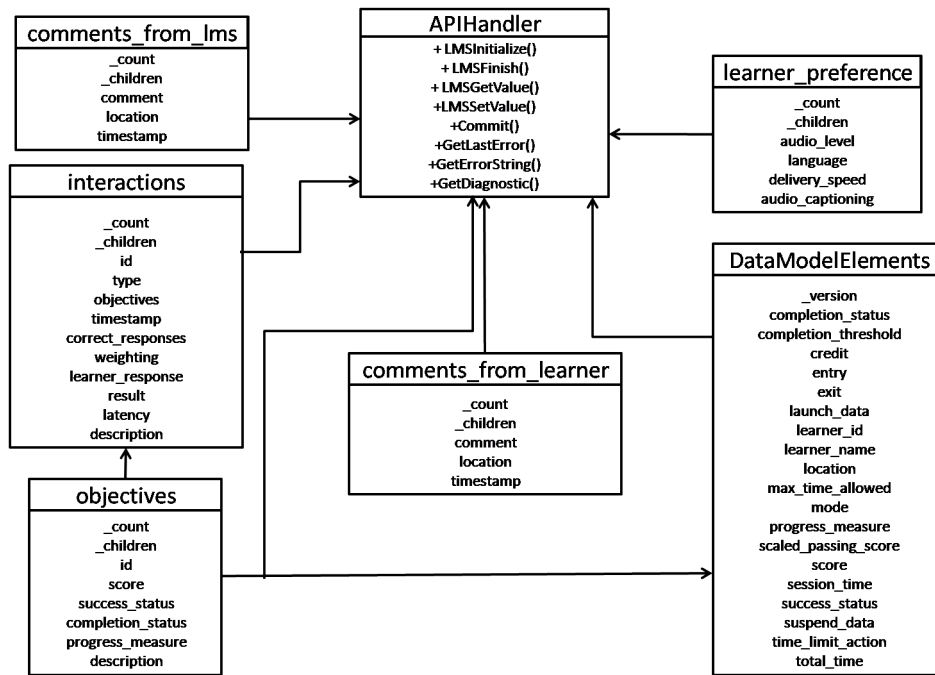 comments_from_lms
_count
_children
comment
location
timestamp
APIHandler
+ LMSInitialize()
+ LMSFinish()
+ LMSGetValue()
+LMSSetValue()
+Commit()
+GetLastError()
+GetErrorString()
+GetDiagnostic()
learner_preference
_count
_children
audio_level
language
delivery_speed
audio_captioning
interactions
_count
_children
id
type
objectives
timestamp
correct_responses
weighting
learner_response
result
latency
description
DataModelElements
_version
completion_status
completion_threshold
credit
entry
exit
launch_data
learner_id
learner_name
location
max_time_allowed
mode
progress_measure
scaled_passing_score
score
session_time
success_status
suspend_data
time_limit_action
total_time
comments_from_learner
_count
_children
comment
location
timestamp
objectives
_count
_children
id
score
success_status
completion_status
progress_measure
description